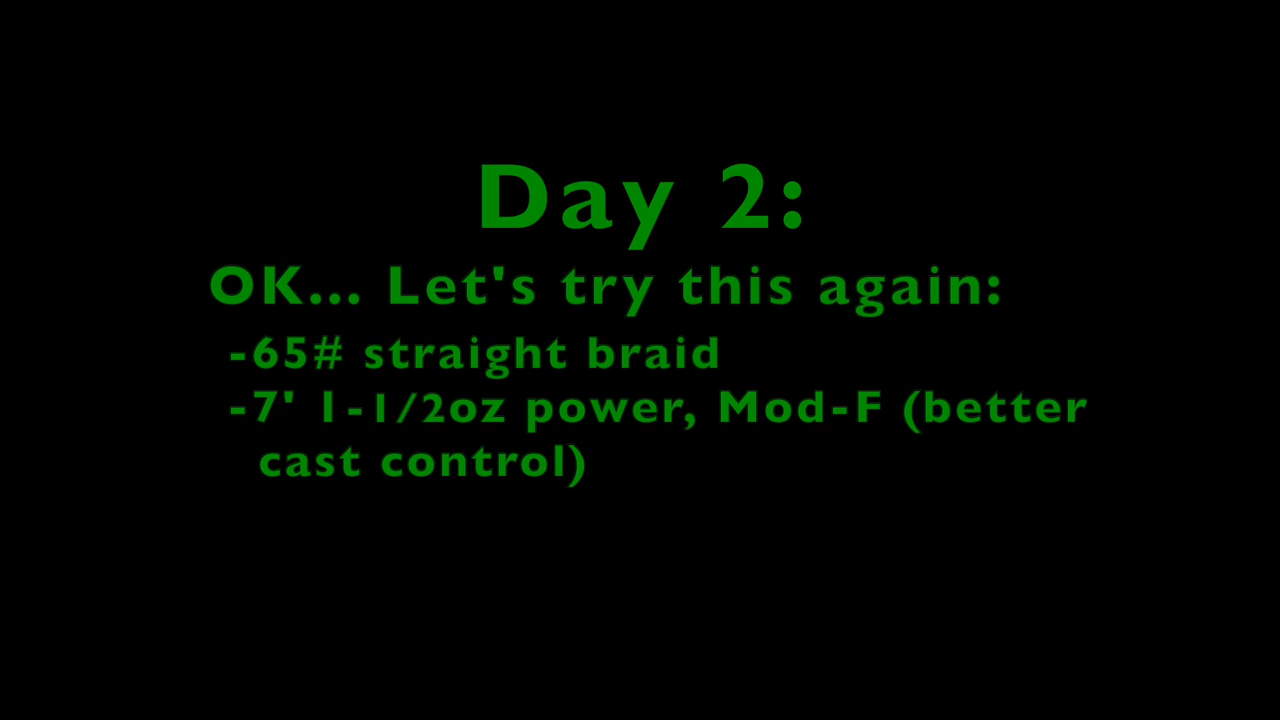 Day 2:
OK... Let's try this again:
-65# straight braid
-7' 1-1/2oz power, Mod-F (better
cast control)